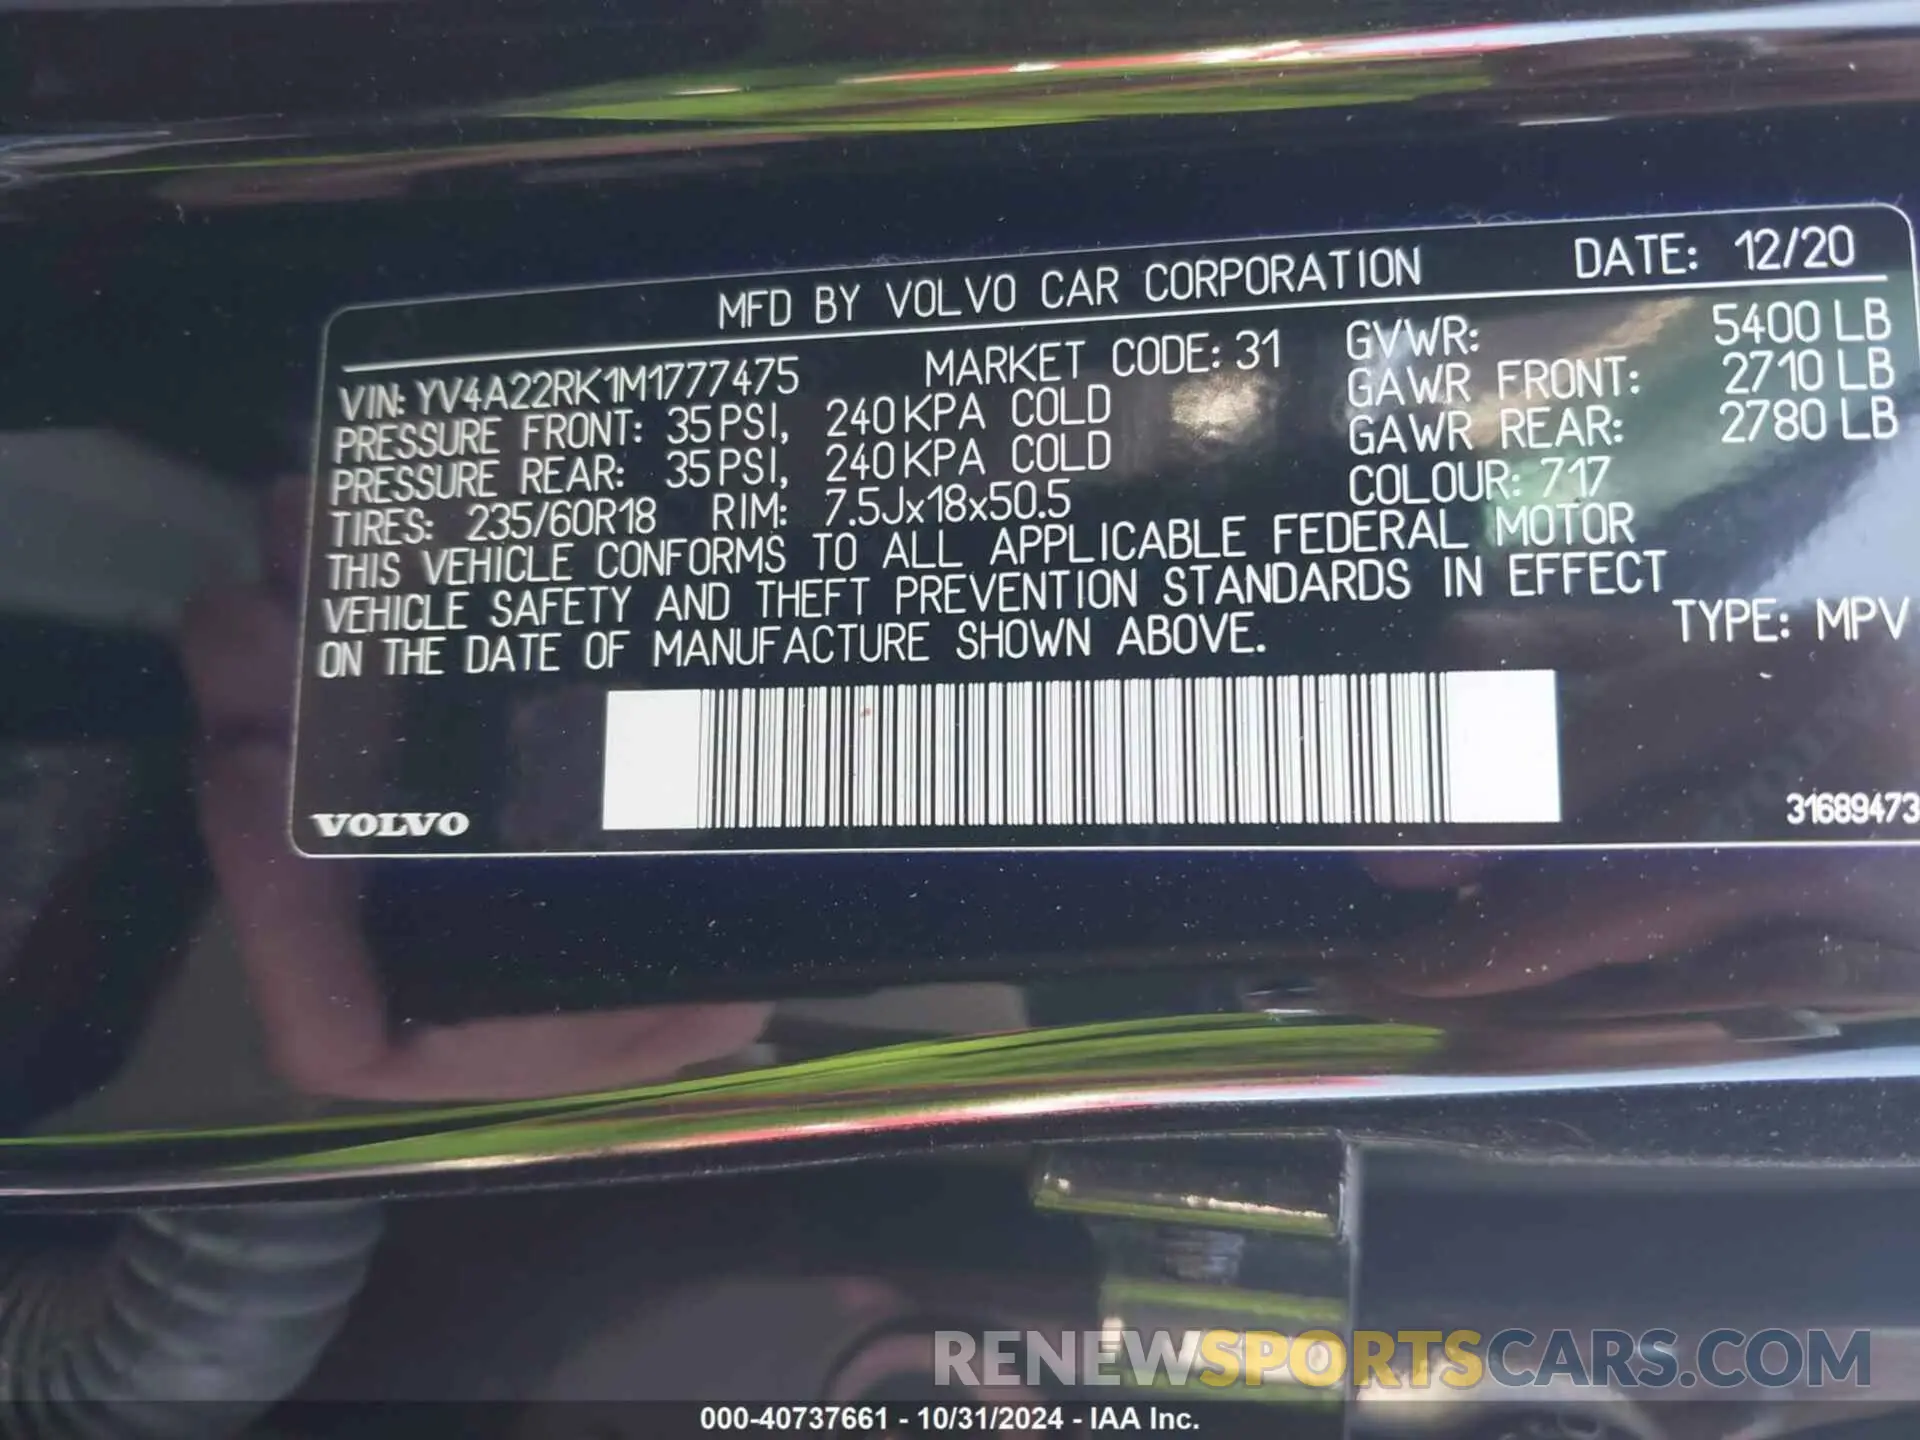 MFD BY VOLVO CAR CORPORATION DATE: 12/20
VIN: YV4A22RK1M1777475 MARKET CODE: 31 GVWR: 5400 LB
PRESSURE FRONT: 35 PSI, 240 KPA COLD GAWR FRONT: 2710 LB
PRESSURE REAR: 35 PSI, 240 KPA COLD GAWR REAR: 2780 LB
TIRES: 235/60R18 RIM: 7.5Jx18x50.5 COLOUR: 717
THIS VEHICLE CONFORMS TO ALL APPLICABLE FEDERAL MOTOR
VEHICLE SAFETY AND THEFT PREVENTION STANDARDS IN EFFECT
ON THE DATE OF MANUFACTURE SHOWN ABOVE. TYPE: MPV
VOLVO 31689473
RENEWSPORTSCARS.COM
000-40737661 - 10/31/2024 - IAA Inc.